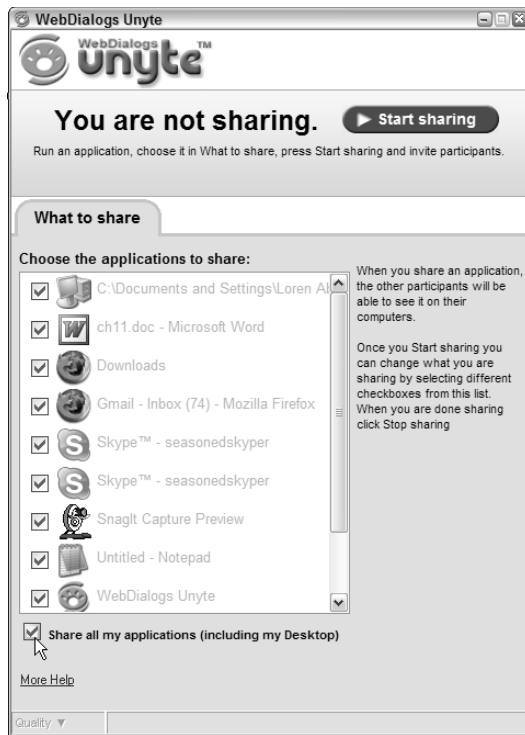 WebDialogs Unyte
WebDialogs
unyte™
You are not sharing.
Start sharing
Run an application, choose it in What to share, press Start sharing and invite participants.
What to share
Choose the applications to share:
C:\Documents and Settings\Loren
ch11.doc - Microsoft Word
Downloads
Gmail - Inbox (74) - Mozilla Firefox
Skype™ - seasonedskyper
Skype™ - seasonedskyper
SnagIt Capture Preview
Untitled - Notepad
WebDialogs Unyte
Share all my applications (including my Desktop)
More Help
Quality
When you share an application,
the other participants will be
able to see it on their
computers.
Once you Start sharing you
can change what you are
sharing by selecting different
checkboxes from this list.
When you are done sharing
click Stop sharing